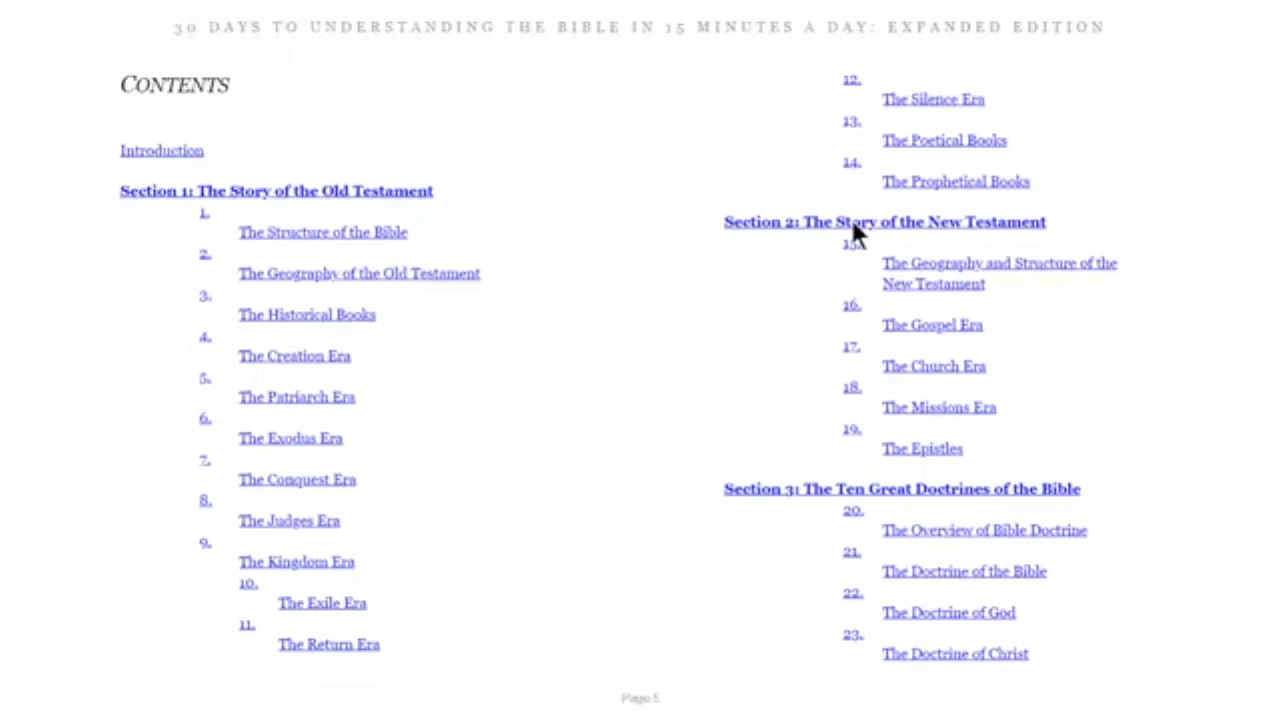 30 DAYS TO UNDERSTANDING THE BIBLE IN 15 MINUTES A DAY: EXPANDED EDITION
CONTENTS
Introduction
Section 1: The Story of the Old Testament
1.
The Structure of the Bible
2.
The Geography of the Old Testament
3.
The Historical Books
4.
The Creation Era
5.
The Patriarch Era
6.
The Exodus Era
7.
The Conquest Era
8.
The Judges Era
9.
The Kingdom Era
10.
The Exile Era
11.
The Return Era
12.
The Silence Era
13.
The Poetical Books
14.
The Prophetical Books
Section 2: The Story of the New Testament
15.
The Geography and Structure of the
New Testament
16.
The Gospel Era
17.
The Church Era
18.
The Missions Era
19.
The Epistles
Section 3: The Ten Great Doctrines of the Bible
20.
The Overview of Bible Doctrine
21.
The Doctrine of the Bible
22.
The Doctrine of God
23.
The Doctrine of Christ
Page 5